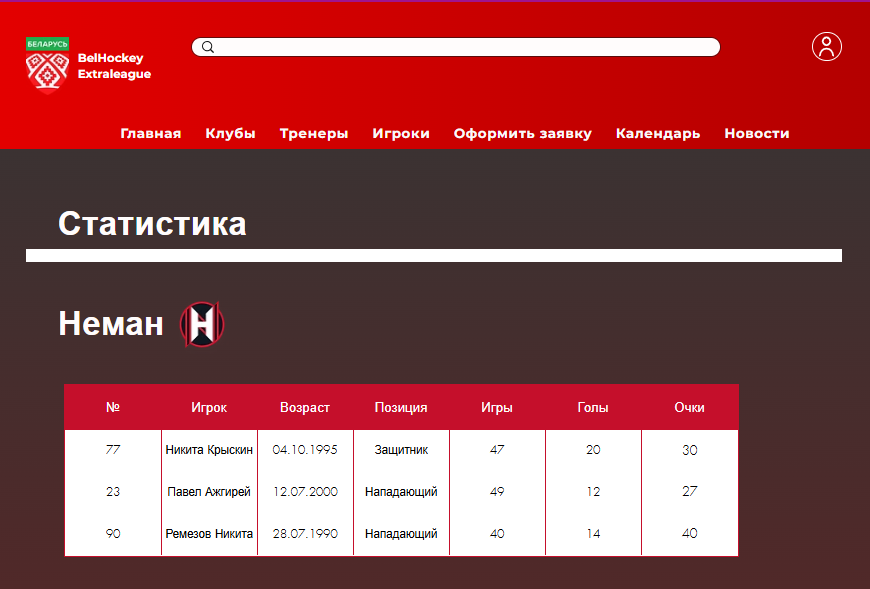 БЕЛАРУСЬ
BelHockey
Extraleague
Главная Клубы Тренеры Игроки Оформить заявку Календарь Новости
Статистика
Неман Н
№ Игрок Возраст Позиция Игры Голы Очки
77 Никита Крыскин 04.10.1995 Защитник 47 20 30
23 Павел Ажгирей 12.07.2000 Нападающий 49 12 27
90 Ремезов Никита 28.07.1990 Нападающий 40 14 40